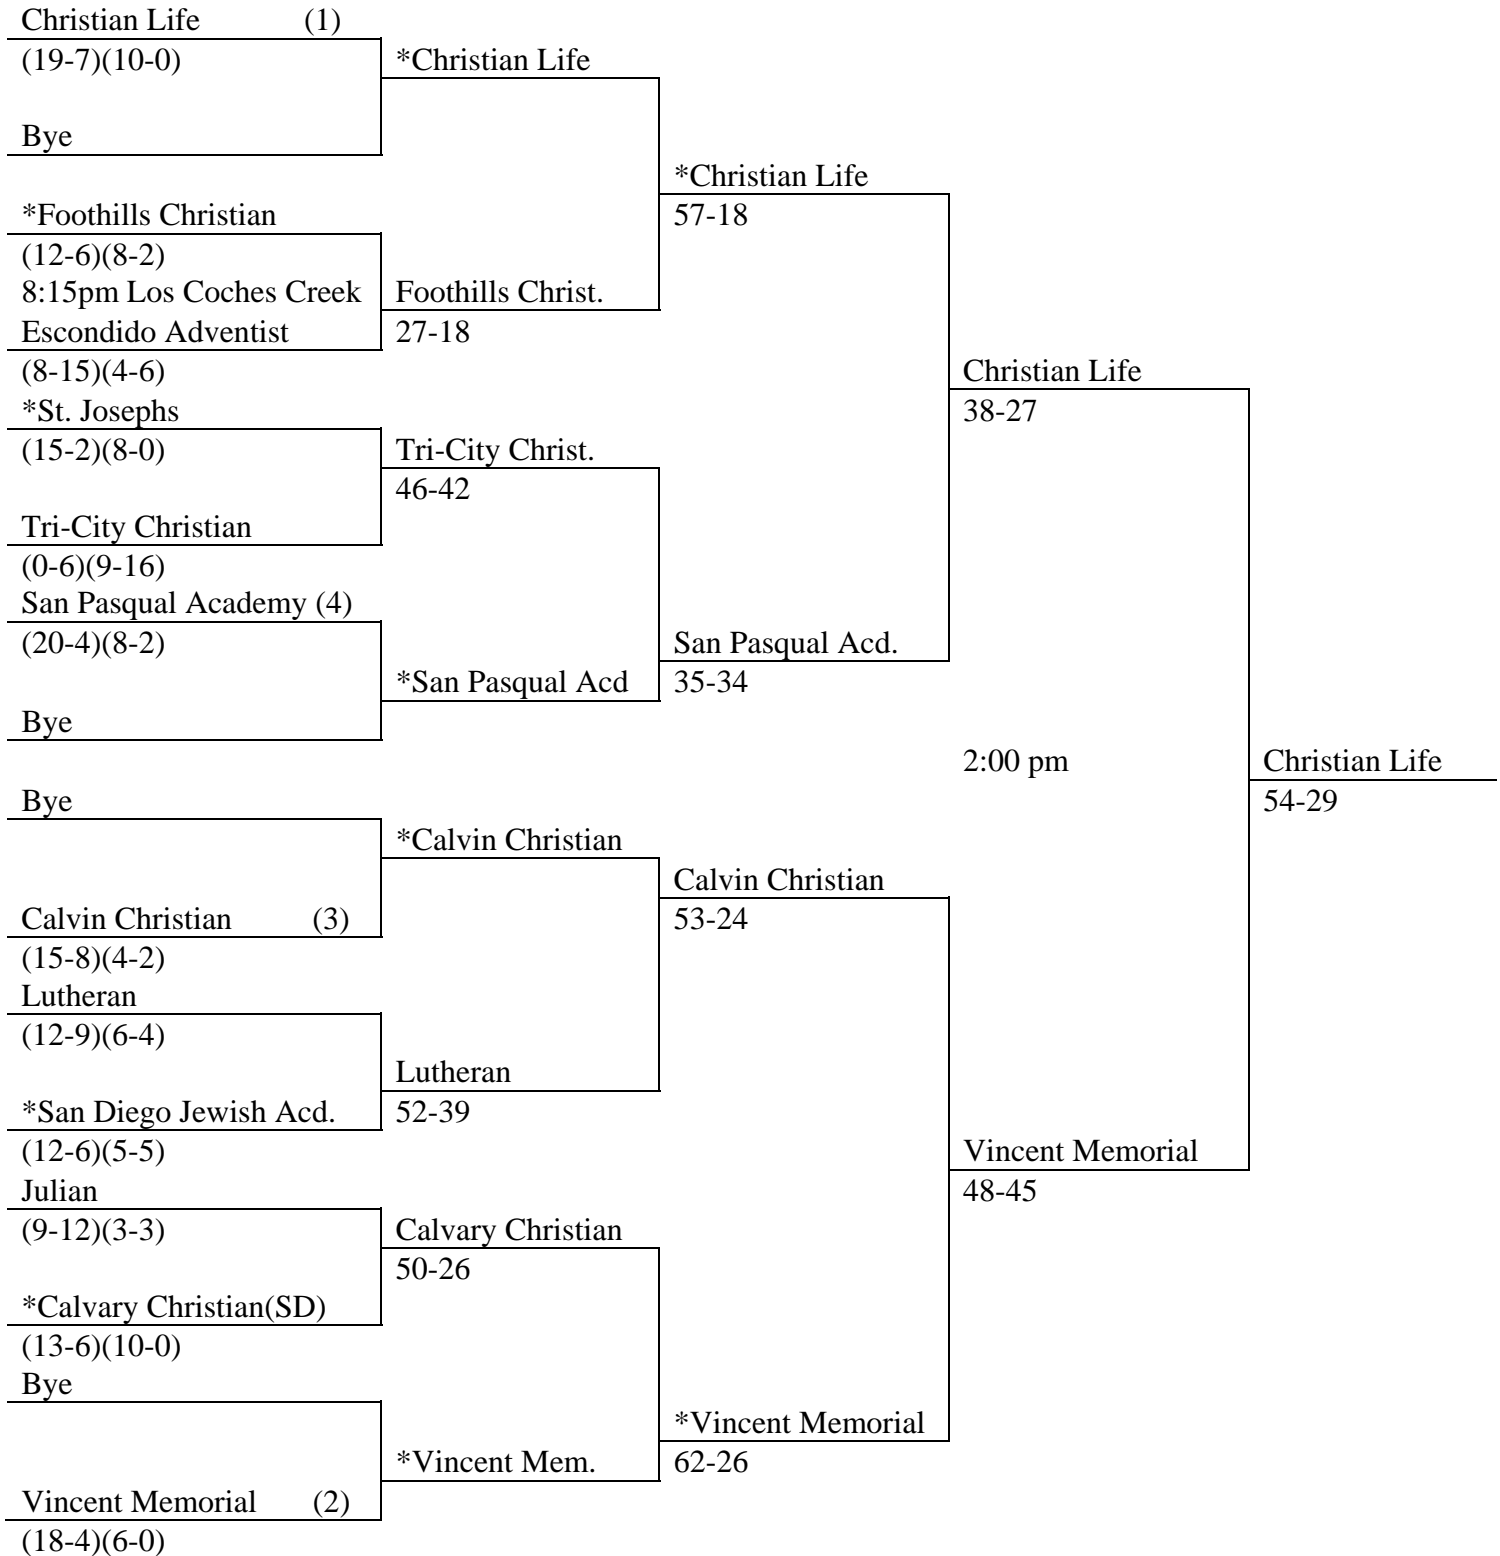 Christian Life (1)
(19-7)(10-0)
*Christian Life
Bye
*Christian Life
*Foothills Christian
57-18
(12-6)(8-2)
8:15pm Los Coches Creek
Foothills Christ.
Escondido Adventist
27-18
(8-15)(4-6)
Christian Life
*St. Josephs
38-27
(15-2)(8-0)
Tri-City Christ.
46-42
Tri-City Christian
(0-6)(9-16)
San Pasqual Academy (4)
(20-4)(8-2)
San Pasqual Acd.
*San Pasqual Acd
35-34
Bye
2:00 pm
Christian Life
Bye
54-29
*Calvin Christian
Calvin Christian
Calvin Christian (3)
53-24
(15-8)(4-2)
Lutheran
(12-9)(6-4)
Lutheran
*San Diego Jewish Acd.
52-39
(12-6)(5-5)
Vincent Memorial
Julian
48-45
(9-12)(3-3)
Calvary Christian
50-26
*Calvary Christian(SD)
(13-6)(10-0)
Bye
*Vincent Memorial
*Vincent Mem.
62-26
Vincent Memorial (2)
(18-4)(6-0)